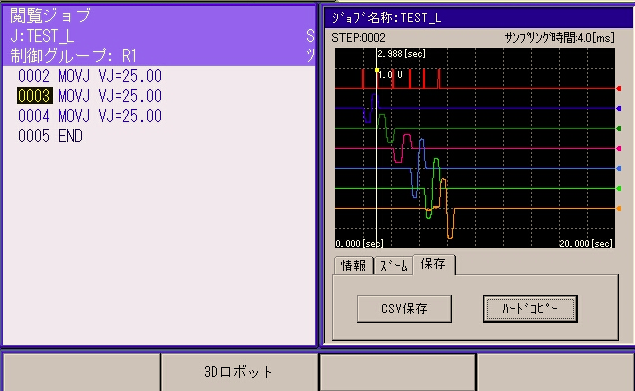 閲覧ジョブ
J:TEST_L S
制御グループ: R1 ツ
0002 MOVJ VJ=25.00
0003 MOVJ VJ=25.00
0004 MOVJ VJ=25.00
0005 END
ｼﾞｮﾌﾞ名称:TEST_L
STEP:0002 ｻﾝﾌﾟﾘﾝｸﾞ時間:4.0[ms]
2.988[sec]
1.0 V
0.000[sec] 20.000[sec]
情報 ｽﾞｰﾑ 保存
CSV保存 ﾊｰﾄﾞｺﾋﾟｰ
3Dロボット